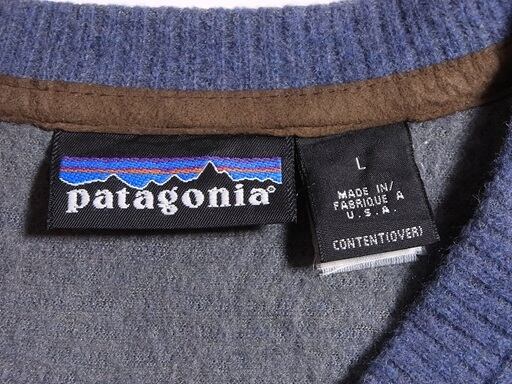 patagonia®
L
MADE IN/
FABRIQUE A
U.S.A.
CONTENT(OVER)